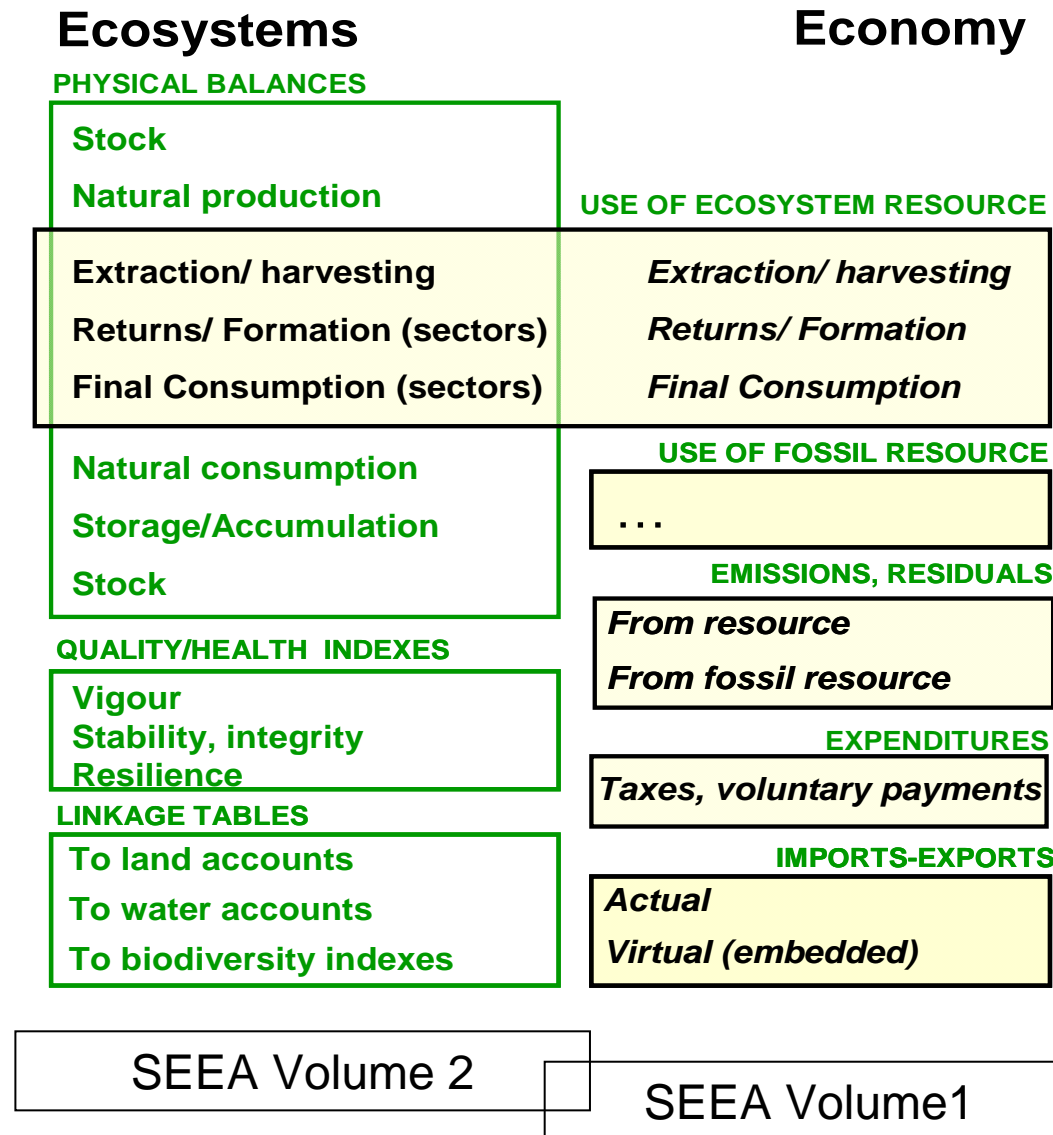 Ecosystems
Economy
PHYSICAL BALANCES
Stock
Natural production
USE OF ECOSYSTEM RESOURCE
Extraction/ harvesting
Extraction/ harvesting
Returns/ Formation (sectors)
Returns/ Formation
Final Consumption (sectors)
Final Consumption
Natural consumption
Storage/Accumulation
Stock
USE OF FOSSIL RESOURCE
...
EMISSIONS, RESIDUALS
From resource
From fossil resource
QUALITY/HEALTH INDEXES
Vigour
Stability, integrity
Resilience
EXPENDITURES
Taxes, voluntary payments
LINKAGE TABLES
To land accounts
To water accounts
To biodiversity indexes
IMPORTS-EXPORTS
Actual
Virtual (embedded)
SEEA Volume 2
SEEA Volume1